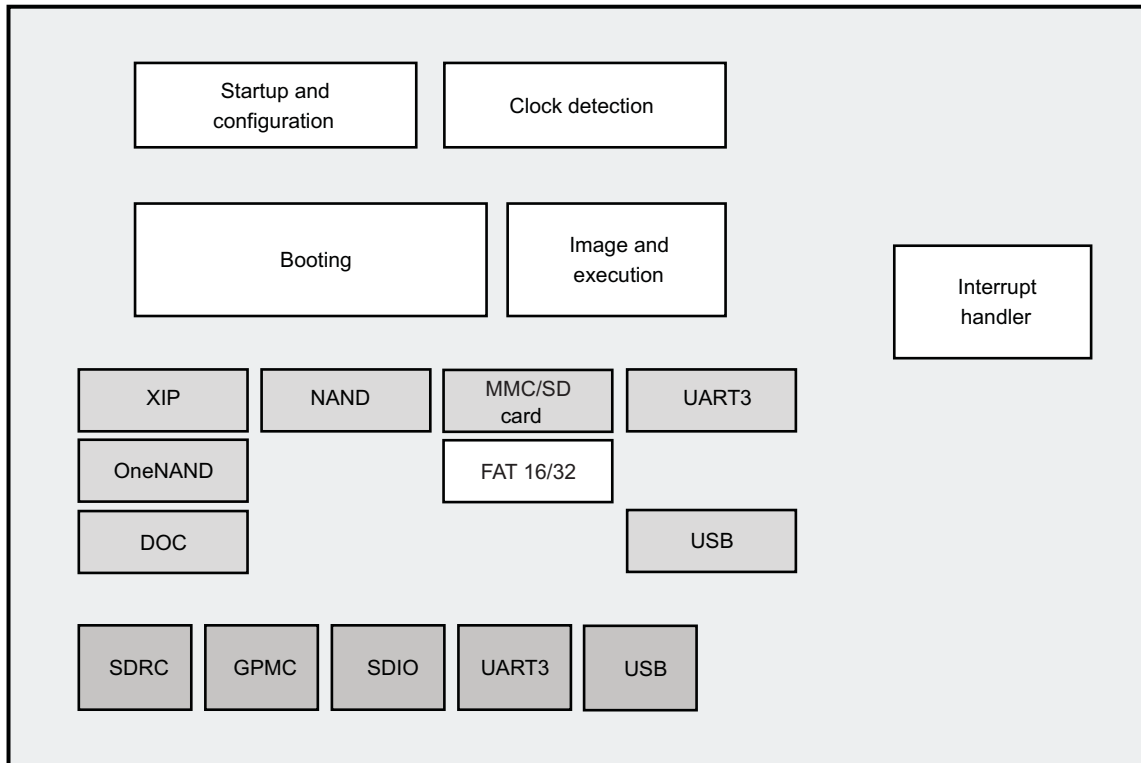 Startup and
configuration
Clock detection
Booting
Image and
execution
Interrupt
handler
XIP
NAND
MMC/SD
card
UART3
OneNAND
FAT 16/32
DOC
USB
SDRC
GPMC
SDIO
UART3
USB